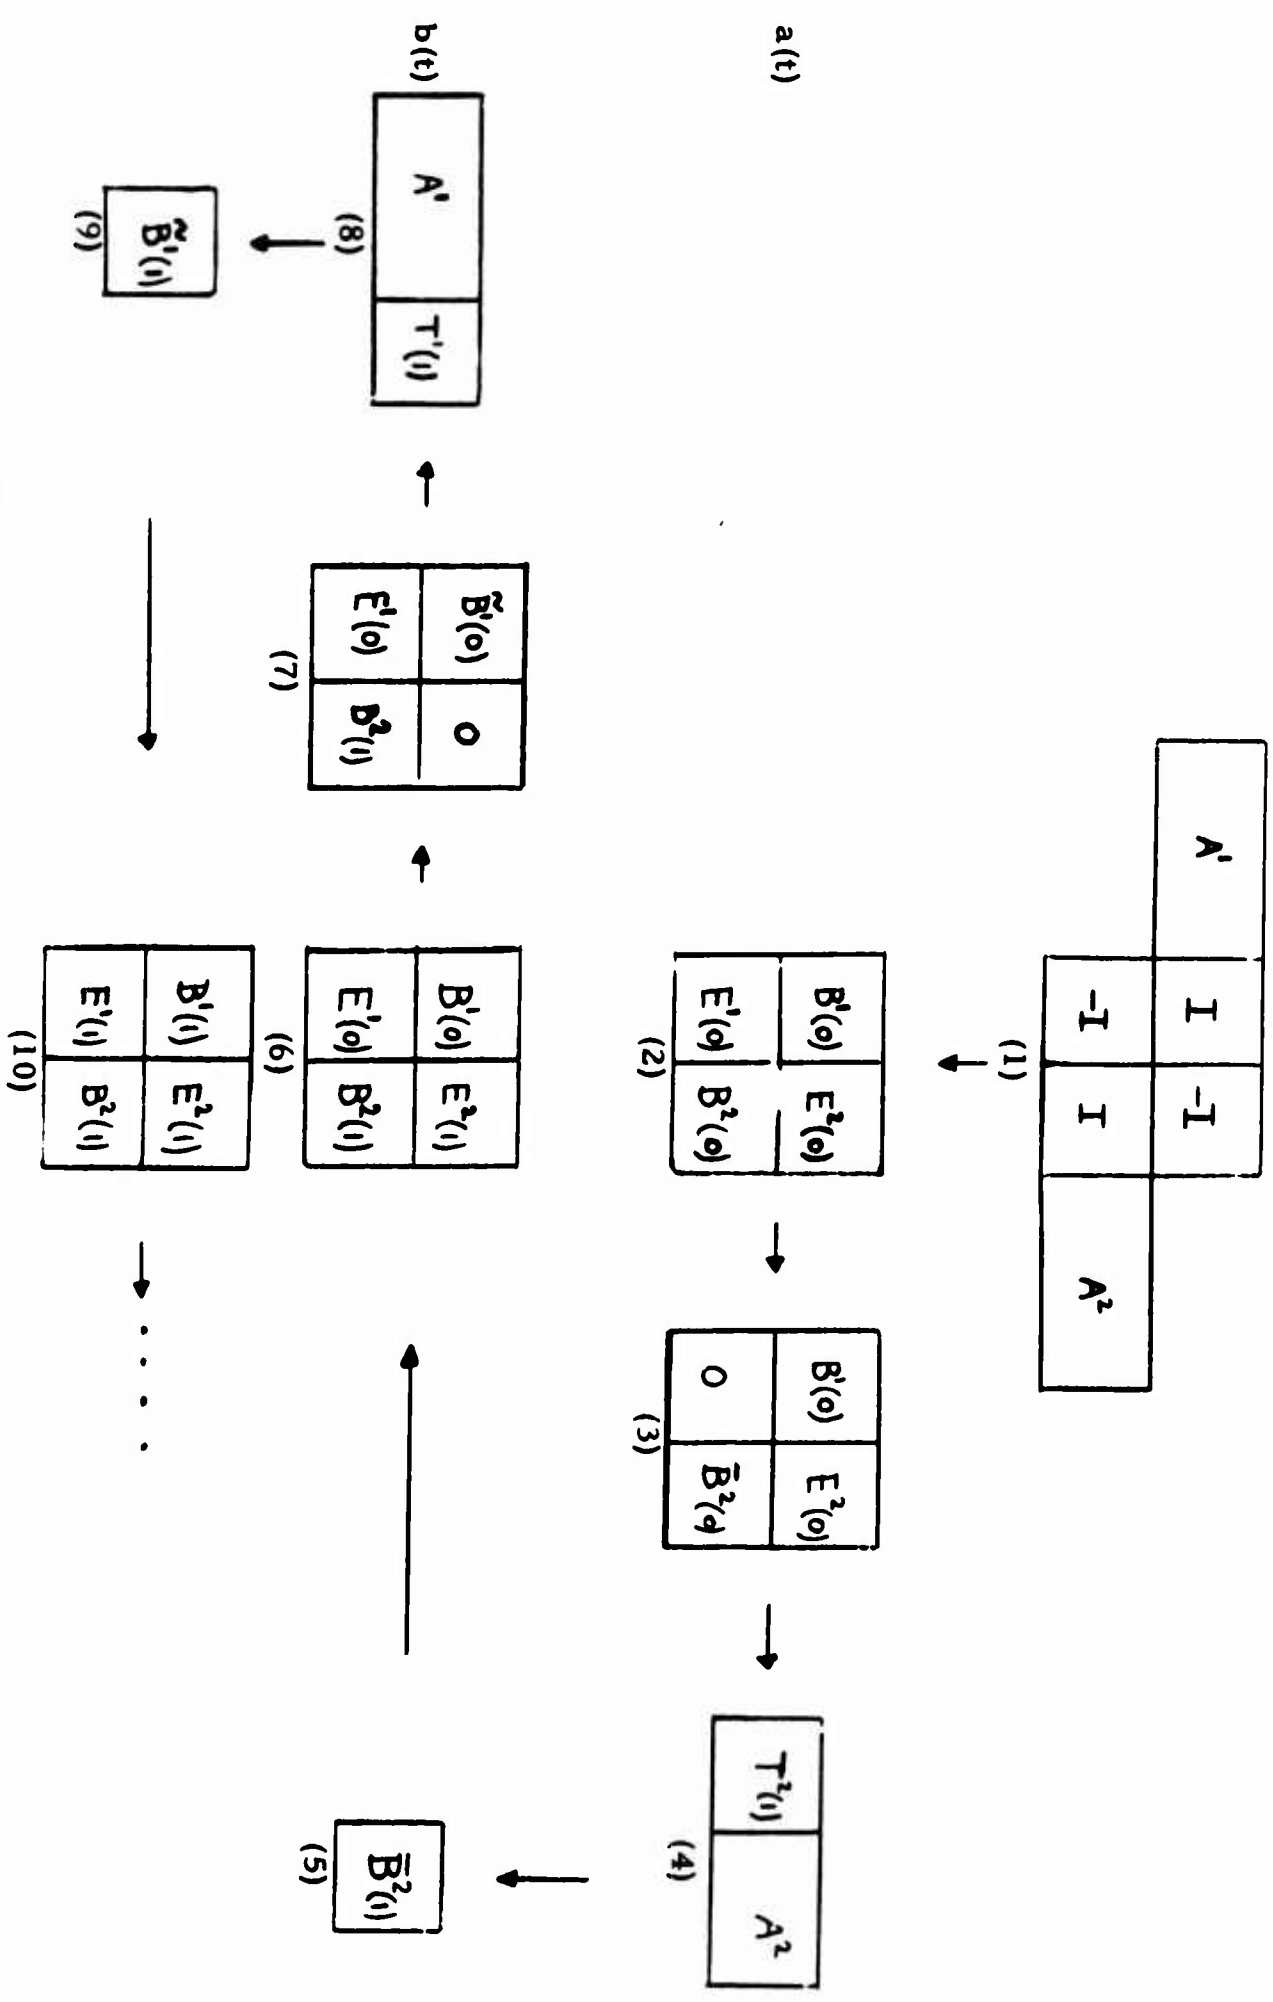 A¹ I -I
-I I A²
(1)
a(t)
B¹(0) E²(0)
E¹(0) B²(0)
(2)
B¹(0) E²(0)
0 B̄²(0)
(3)
T²(1) A²
(4)
b(t)
A¹ T¹(1)
(8)
B̃¹(0) 0
E¹(0) B²(1)
(7)
B¹(0) E²(1)
E¹(0) B²(1)
(6)
B̄²(1)
(5)
B̃¹(1)
(9)
B¹(1) E²(1)
E¹(1) B²(1)
(10)
. . . .